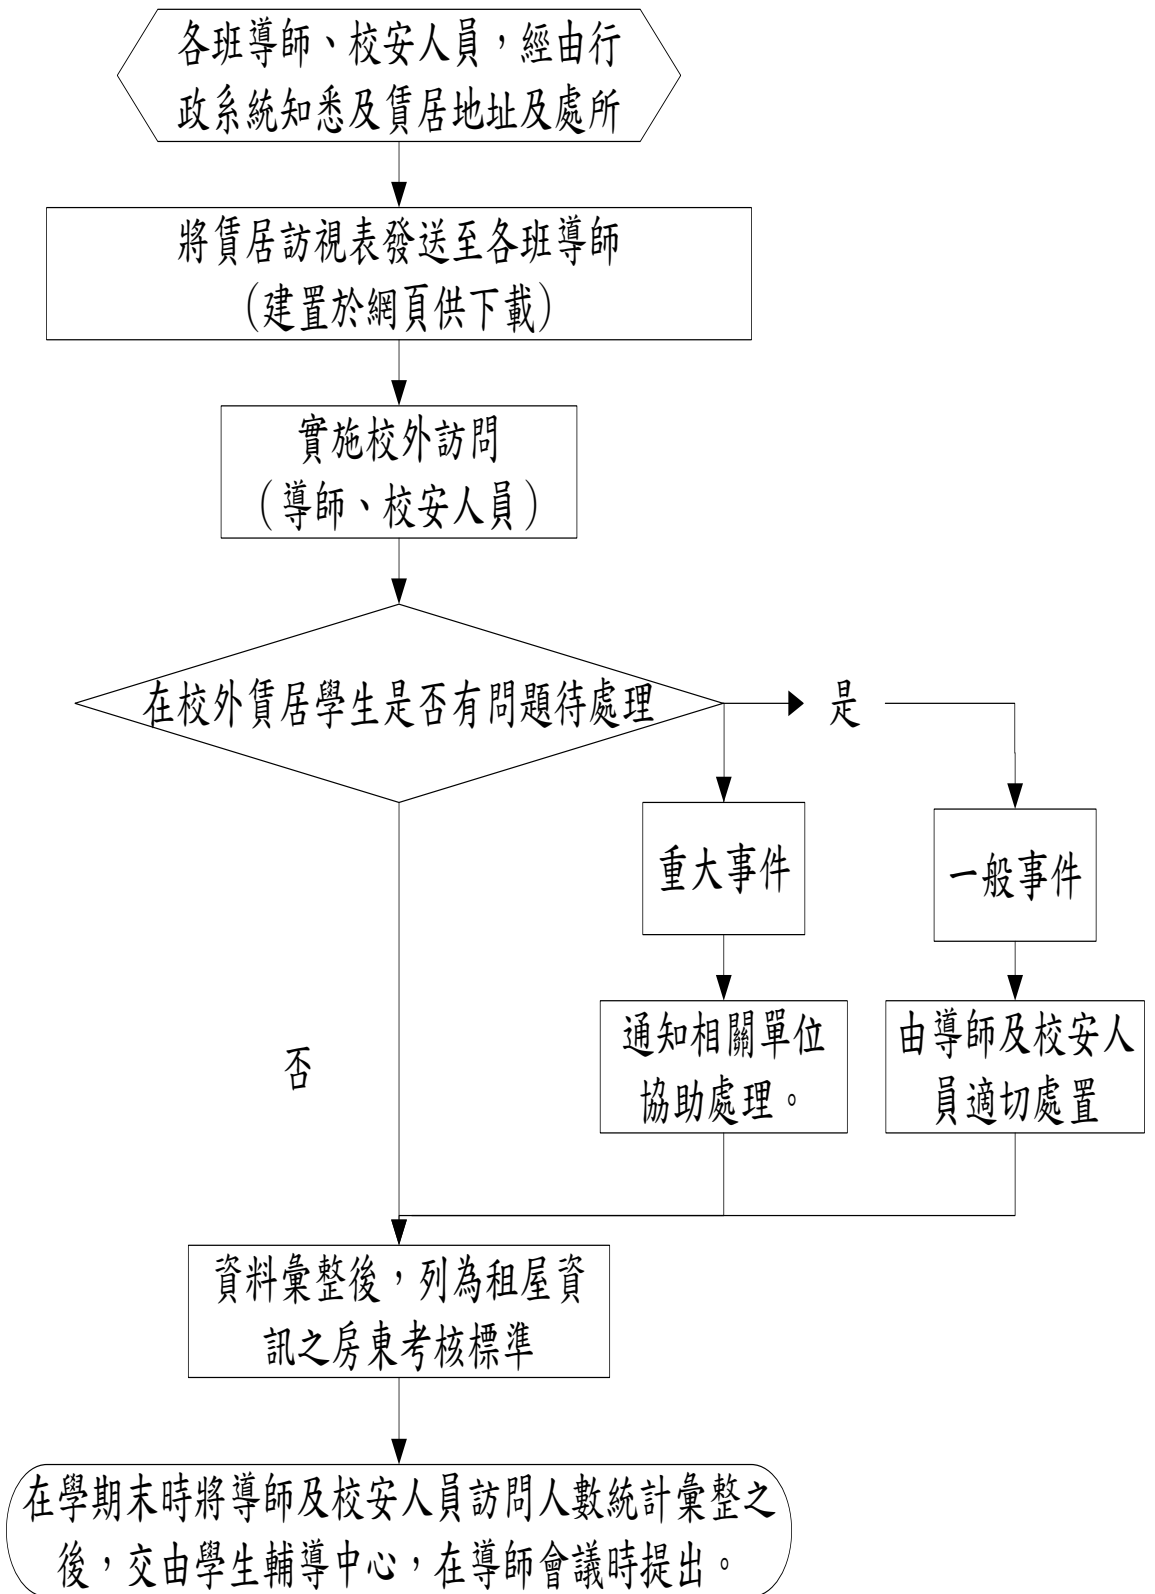 各班導師、校安人員，經由行
政系統知悉及賃居地址及處所
將賃居訪視表發送至各班導師
(建置於網頁供下載)
實施校外訪問
（導師、校安人員）
在校外賃居學生是否有問題待處理
是
重大事件
一般事件
通知相關單位
協助處理。
由導師及校安人
員適切處置
否
資料彙整後，列為租屋資
訊之房東考核標準
在學期末時將導師及校安人員訪問人數統計彙整之
後，交由學生輔導中心，在導師會議時提出。